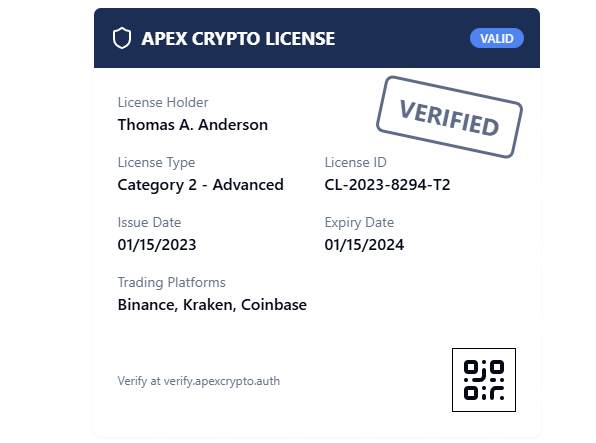 APEX CRYPTO LICENSE
VALID
VERIFIED
License Holder
Thomas A. Anderson
License Type
Category 2 - Advanced
License ID
CL-2023-8294-T2
Issue Date
01/15/2023
Expiry Date
01/15/2024
Trading Platforms
Binance, Kraken, Coinbase
Verify at verify.apexcrypto.auth